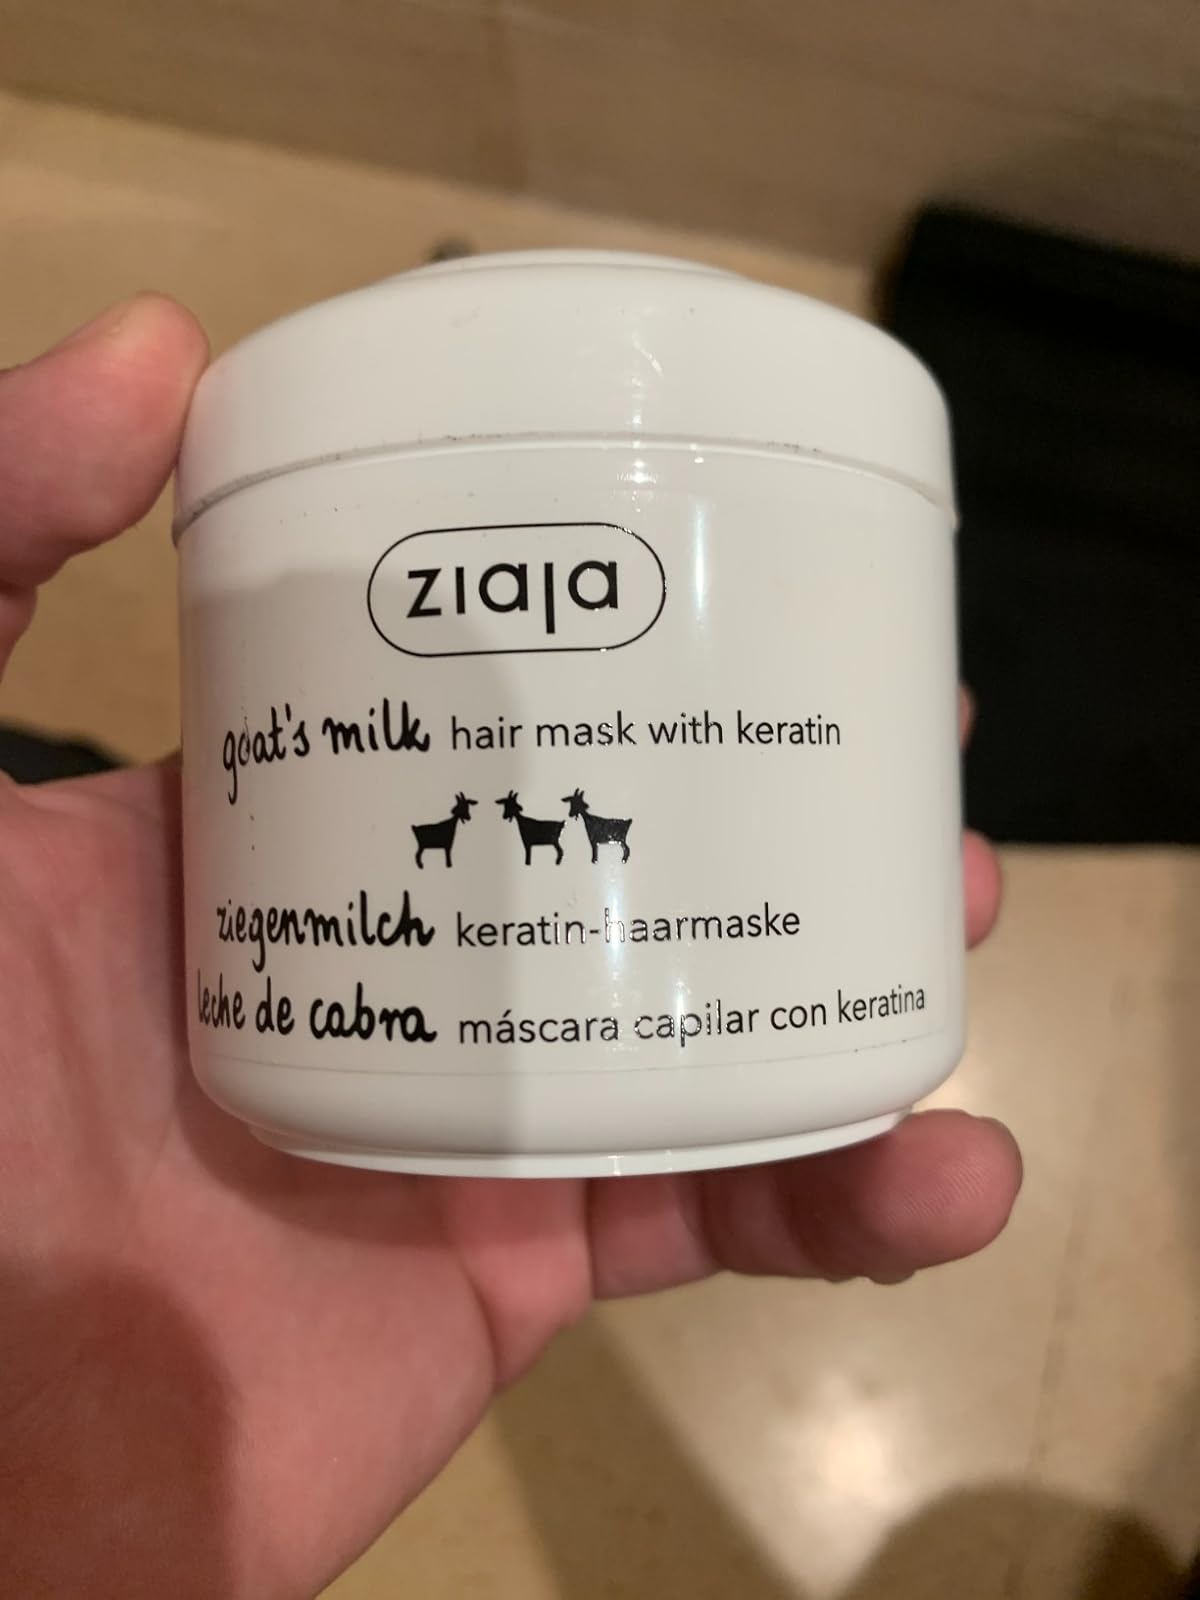 ziaja
goat's milk hair mask with keratin
ziegenmilch keratin-haarmaske
leche de cabra máscara capilar con keratina